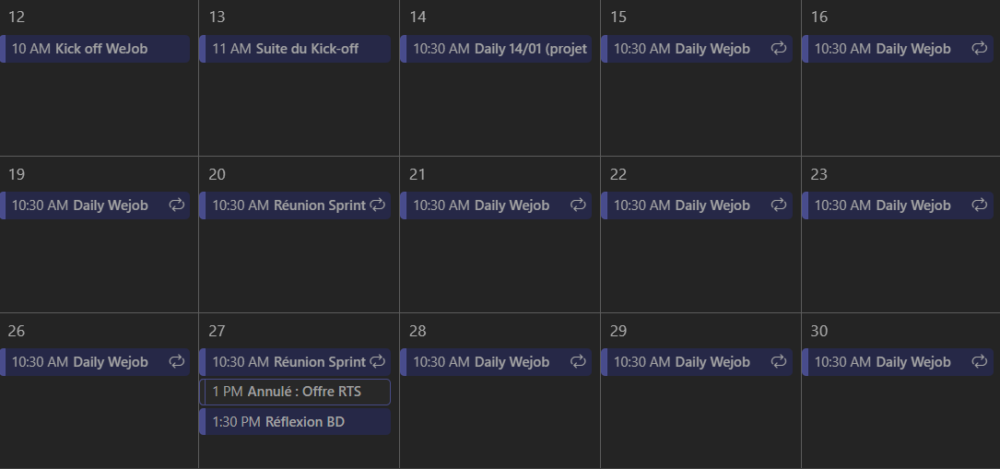 12
13
14
15
16
10 AM Kick off WeJob
11 AM Suite du Kick-off
10:30 AM Daily 14/01 (projet
10:30 AM Daily Wejob
10:30 AM Daily Wejob
19
20
21
22
23
10:30 AM Daily Wejob
10:30 AM Réunion Sprint
10:30 AM Daily Wejob
10:30 AM Daily Wejob
10:30 AM Daily Wejob
26
27
28
29
30
10:30 AM Daily Wejob
10:30 AM Réunion Sprint
10:30 AM Daily Wejob
10:30 AM Daily Wejob
10:30 AM Daily Wejob
1 PM Annulé : Offre RTS
1:30 PM Réflexion BD